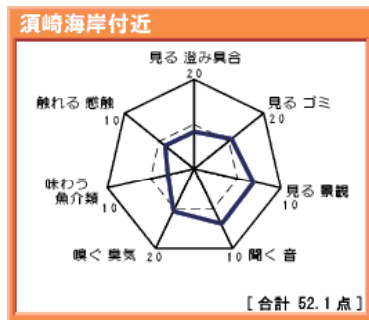 須崎海岸付近
見る 澄み具合
20
触れる 感触
10
見る ゴミ
20
味わう
魚介類
10
見る 景観
10
嗅ぐ 臭気 20
10 聞く 音
[ 合計 52.1 点 ]